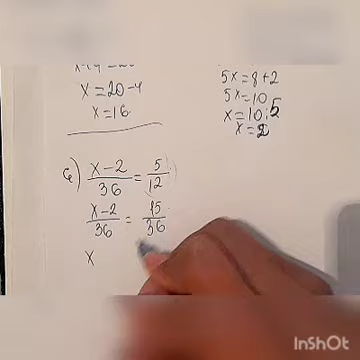 x = 20 - 4
x = 16
5x = 8 + 2
5x = 10
x = 10 : 5
x = 2
x - 2 / 36 = 5 / 12
x - 2 / 36 = 15 / 36
x
InShOt